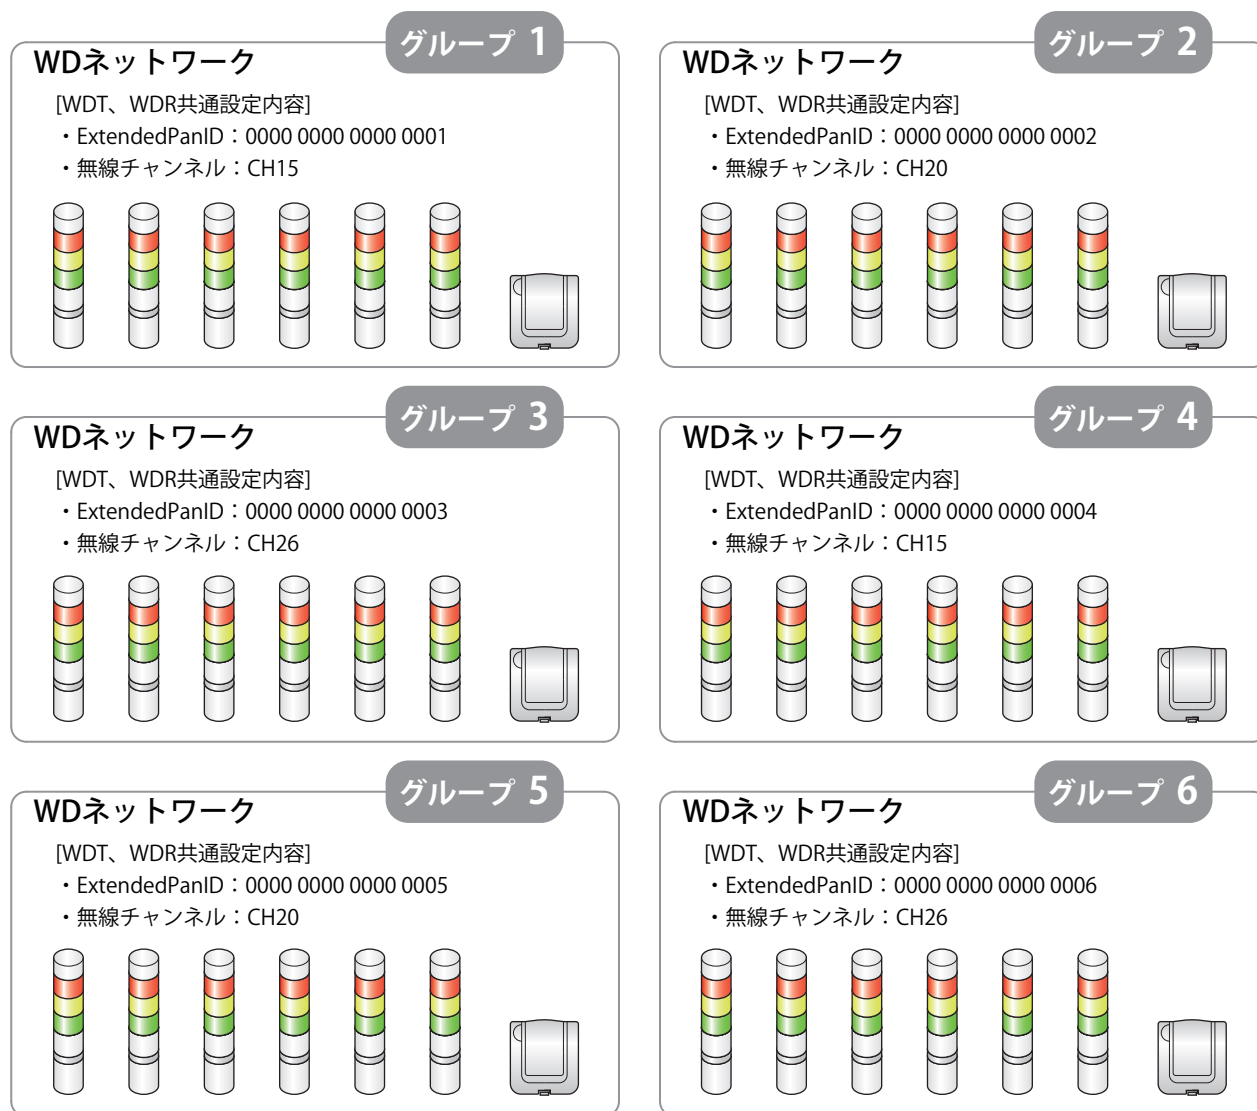 グループ 1
WDネットワーク
[WDT、WDR共通設定内容]
・ExtendedPanID：0000 0000 0000 0001
・無線チャンネル：CH15
グループ 2
WDネットワーク
[WDT、WDR共通設定内容]
・ExtendedPanID：0000 0000 0000 0002
・無線チャンネル：CH20
グループ 3
WDネットワーク
[WDT、WDR共通設定内容]
・ExtendedPanID：0000 0000 0000 0003
・無線チャンネル：CH26
グループ 4
WDネットワーク
[WDT、WDR共通設定内容]
・ExtendedPanID：0000 0000 0000 0004
・無線チャンネル：CH15
グループ 5
WDネットワーク
[WDT、WDR共通設定内容]
・ExtendedPanID：0000 0000 0000 0005
・無線チャンネル：CH20
グループ 6
WDネットワーク
[WDT、WDR共通設定内容]
・ExtendedPanID：0000 0000 0000 0006
・無線チャンネル：CH26